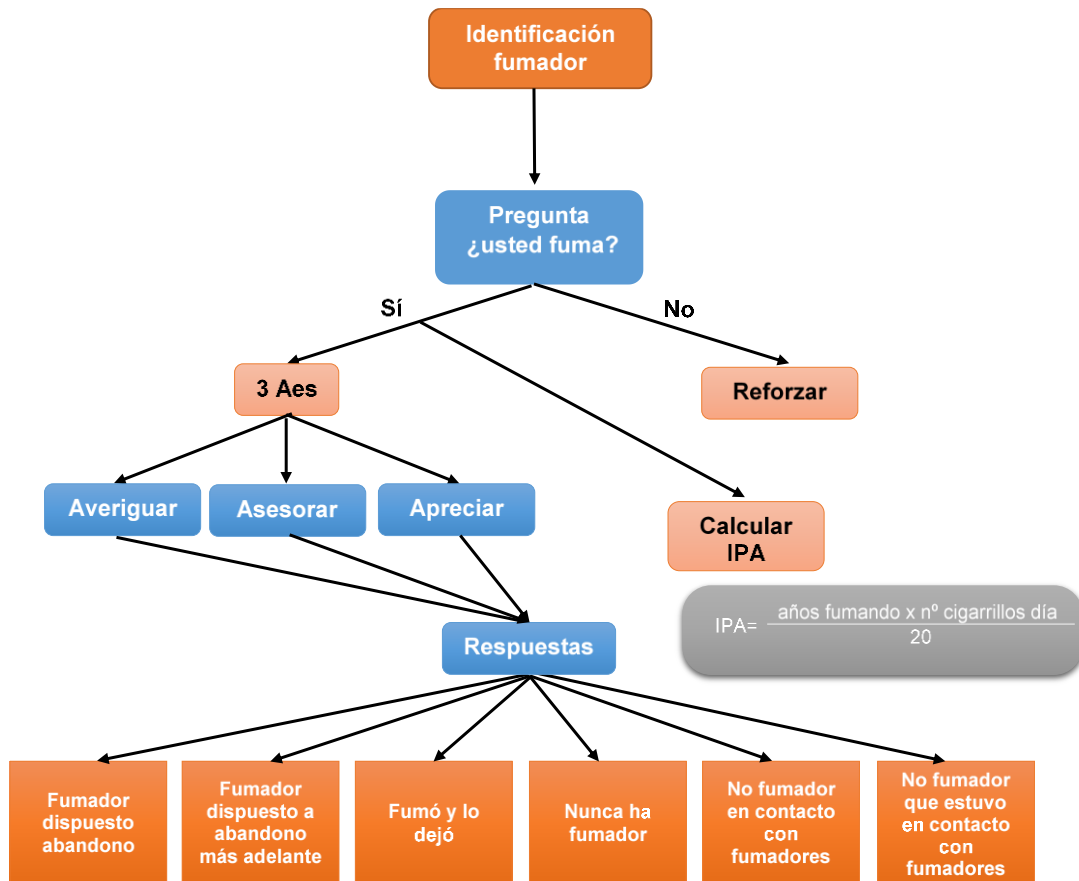 Identificación
fumador
Pregunta
¿usted fuma?
Sí
No
3 Aes
Reforzar
Averiguar
Asesorar
Apreciar
Calcular
IPA
IPA= años fumando x nº cigarrillos día
20
Respuestas
Fumador
dispuesto
abandono
Fumador
dispuesto a
abandono
más adelante
Fumó y lo
dejó
Nunca ha
fumador
No fumador
en contacto
con
fumadores
No fumador
que estuvo
en contacto
con
fumadores